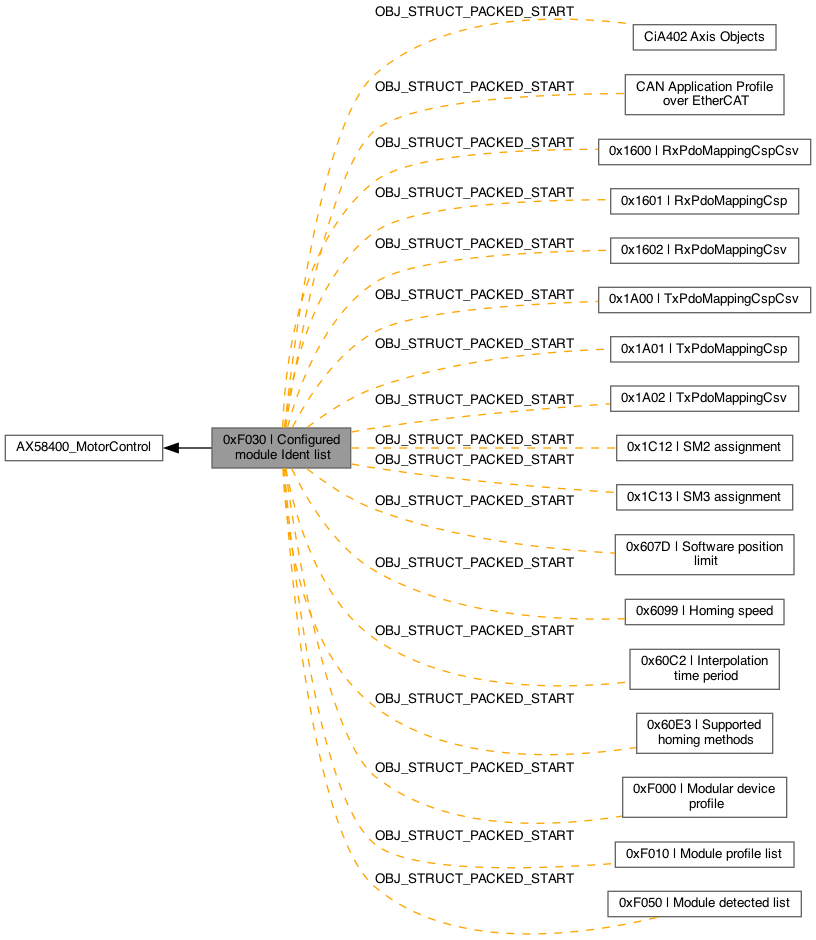 OBJ_STRUCT_PACKED_START
CiA402 Axis Objects
OBJ_STRUCT_PACKED_START
CAN Application Profile
over EtherCAT
OBJ_STRUCT_PACKED_START
0x1600 | RxPdoMappingCspCsv
OBJ_STRUCT_PACKED_START
0x1601 | RxPdoMappingCsp
OBJ_STRUCT_PACKED_START
0x1602 | RxPdoMappingCsv
OBJ_STRUCT_PACKED_START
0x1A00 | TxPdoMappingCspCsv
OBJ_STRUCT_PACKED_START
0x1A01 | TxPdoMappingCsp
OBJ_STRUCT_PACKED_START
0x1A02 | TxPdoMappingCsv
AX58400_MotorControl
0xF030 | Configured
module Ident list
OBJ_STRUCT_PACKED_START
0x1C12 | SM2 assignment
OBJ_STRUCT_PACKED_START
0x1C13 | SM3 assignment
OBJ_STRUCT_PACKED_START
0x607D | Software position
limit
OBJ_STRUCT_PACKED_START
0x6099 | Homing speed
OBJ_STRUCT_PACKED_START
0x60C2 | Interpolation
time period
OBJ_STRUCT_PACKED_START
0x60E3 | Supported
homing methods
OBJ_STRUCT_PACKED_START
0xF000 | Modular device
profile
OBJ_STRUCT_PACKED_START
0xF010 | Module profile list
OBJ_STRUCT_PACKED_START
0xF050 | Module detected list